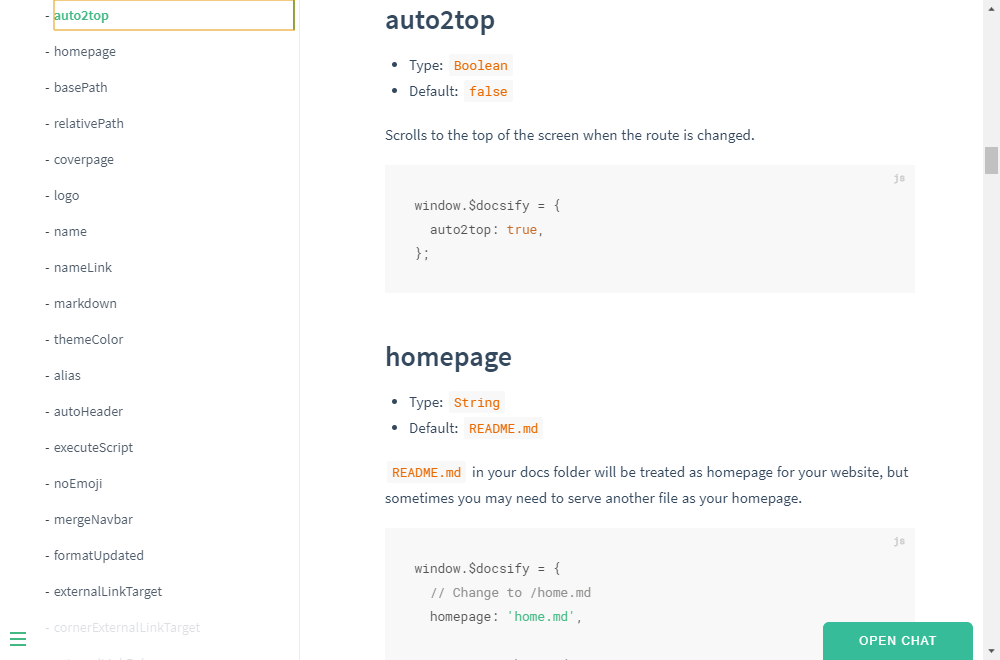 - auto2top
- homepage
- basePath
- relativePath
- coverpage
- logo
- name
- nameLink
- markdown
- themeColor
- alias
- autoHeader
- executeScript
- noEmoji
- mergeNavbar
- formatUpdated
- externalLinkTarget
- cornerExternalLinkTarget
auto2top
• Type: Boolean
• Default: false
Scrolls to the top of the screen when the route is changed.
js
window.$docsify = {
  auto2top: true,
};
homepage
• Type: String
• Default: README.md
README.md in your docs folder will be treated as homepage for your website, but
sometimes you may need to serve another file as your homepage.
js
window.$docsify = {
  // Change to /home.md
  homepage: 'home.md',
OPEN CHAT